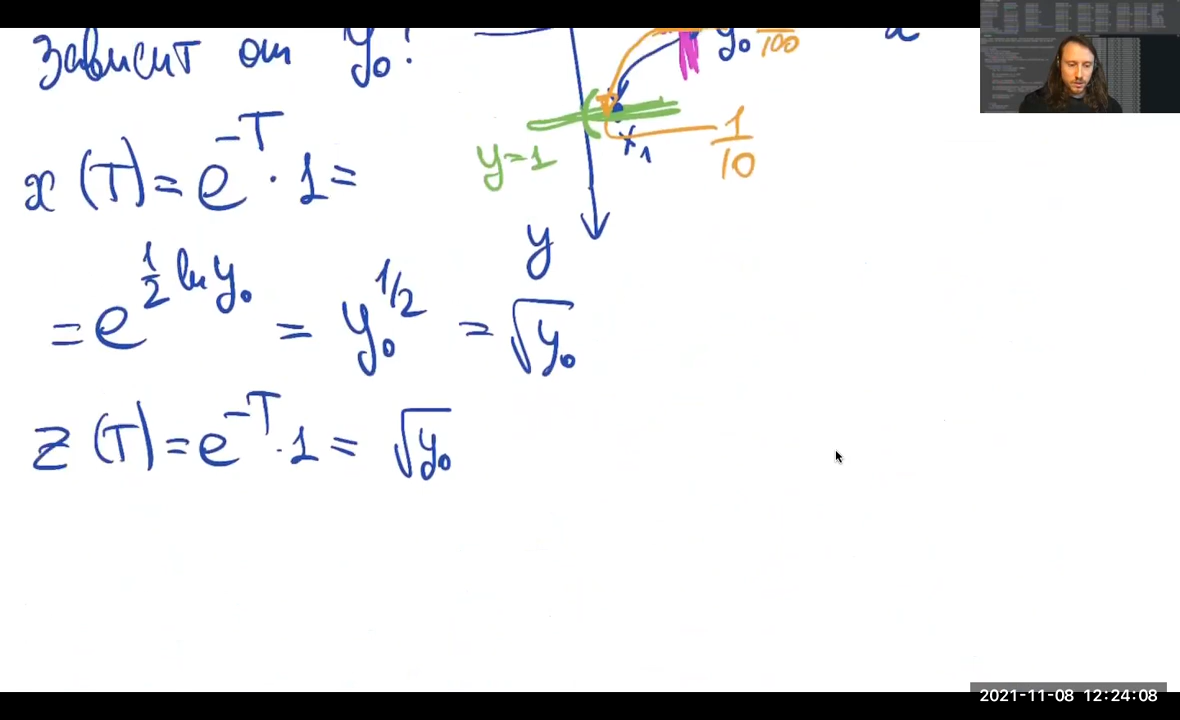 зависит от y₀!
y₀ 1/100
x
y=1
x₁
1/10
x(T) = e^{-T} · 1 =
y
= e^{1/2 ln y₀} = y₀^{1/2} = √y₀
z(T) = e^{-T} · 1 = √y₀
2021-11-08 12:24:08